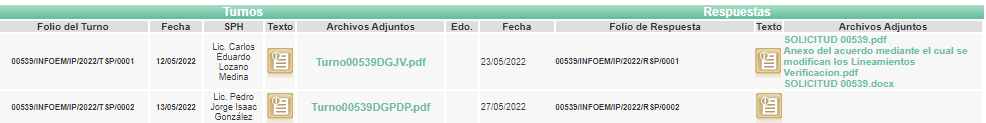 Turnos Respuestas
Folio del Turno Fecha SPH Texto Archivos Adjuntos Edo. Fecha Folio de Respuesta Texto Archivos Adjuntos
00539/INFOEM/IP/2022/TSP/0001 12/05/2022 Lic. Carlos Eduardo Lozano Medina Turno00539DGJV.pdf 23/05/2022 00539/INFOEM/IP/2022/RSP/0001 SOLICITUD 00539.pdf
Anexo del acuerdo mediante el cual se
modifican los Lineamientos
Verificacion.pdf
SOLICITUD 00539.docx
00539/INFOEM/IP/2022/TSP/0002 13/05/2022 Lic. Pedro Jorge Isaac González Turno00539DGPDP.pdf 27/05/2022 00539/INFOEM/IP/2022/RSP/0002